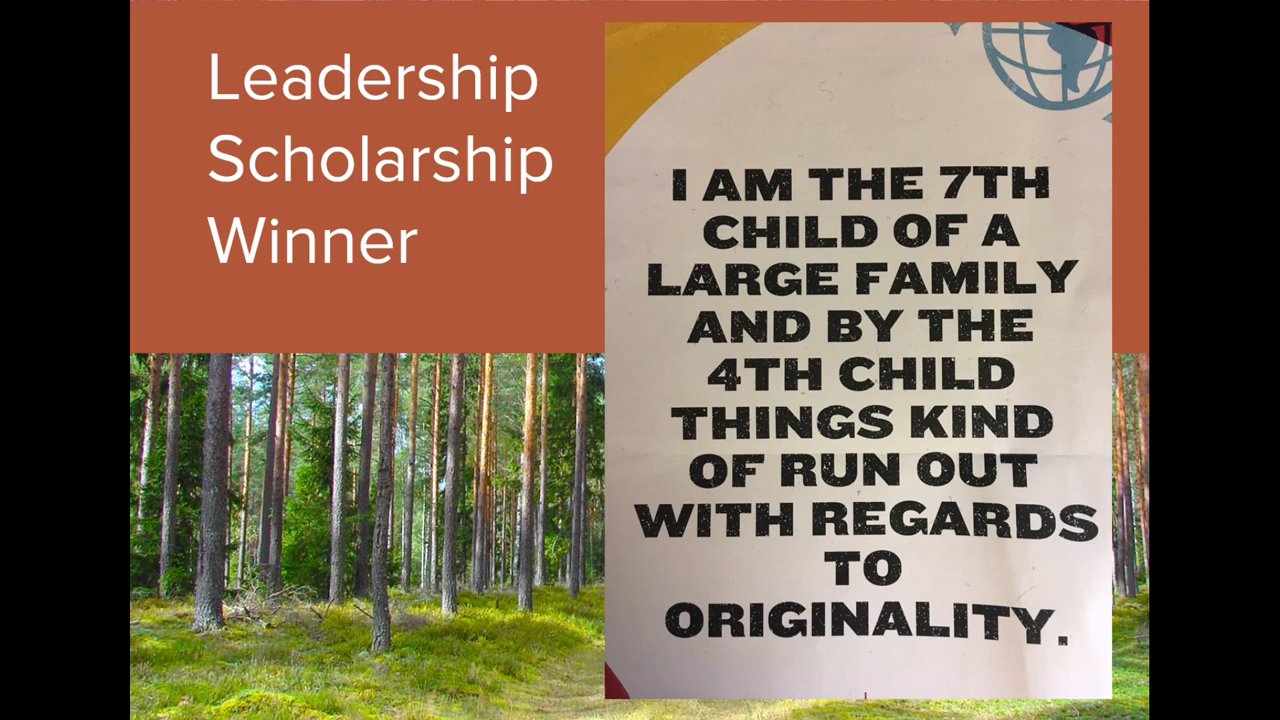 Leadership
Scholarship
Winner
I AM THE 7TH
CHILD OF A
LARGE FAMILY
AND BY THE
4TH CHILD
THINGS KIND
OF RUN OUT
WITH REGARDS
TO
ORIGINALITY.